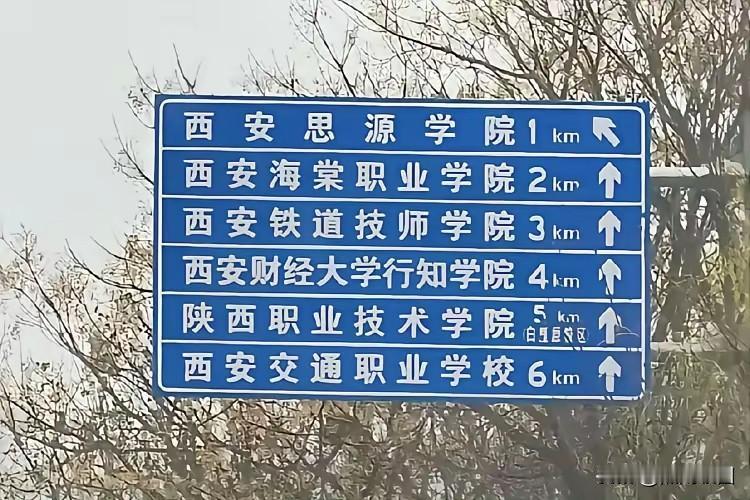 西安思源学院 1 km
西安海棠职业学院 2 km
西安铁道技师学院 3 km
西安财经大学行知学院 4 km
陕西职业技术学院 5 km
西安交通职业学校 6 km